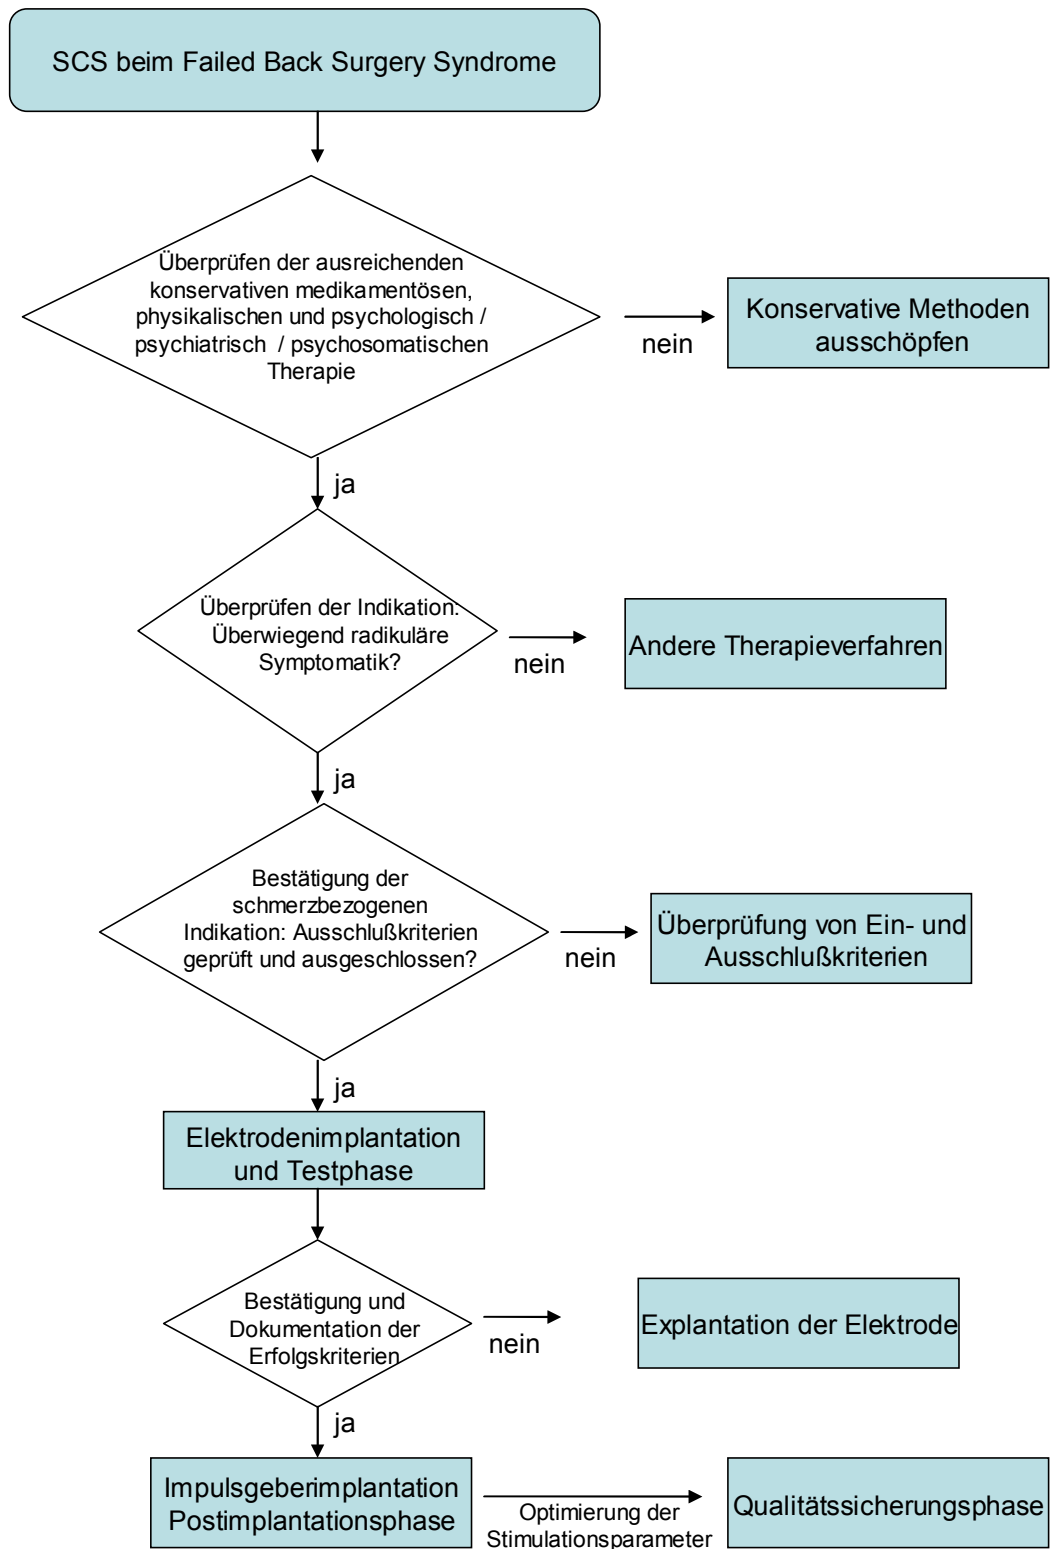 SCS beim Failed Back Surgery Syndrome
Überprüfen der ausreichenden
konservativen medikamentösen,
physikalischen und psychologisch /
psychiatrisch / psychosomatischen
Therapie
nein
Konservative Methoden
ausschöpfen
ja
Überprüfen der Indikation:
Überwiegend radikuläre
Symptomatik?
nein
Andere Therapieverfahren
ja
Bestätigung der
schmerzbezogenen
Indikation: Ausschlußkriterien
geprüft und ausgeschlossen?
nein
Überprüfung von Ein- und
Ausschlußkriterien
ja
Elektrodenimplantation
und Testphase
Bestätigung und
Dokumentation der
Erfolgskriterien
nein
Explantation der Elektrode
ja
Impulsgeberimplantation
Postimplantationsphase
Optimierung der
Stimulationsparameter
Qualitätssicherungsphase